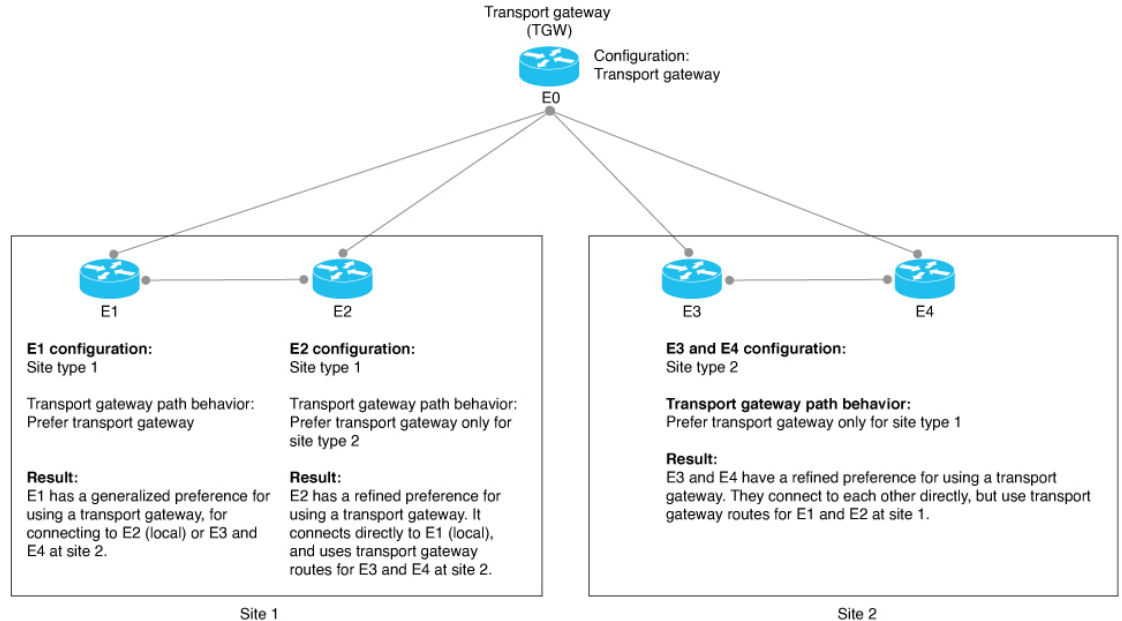 Transport gateway
(TGW)
Configuration:
Transport gateway
E0
E1
E2
E1 configuration:
Site type 1
Transport gateway path behavior:
Prefer transport gateway
Result:
E1 has a generalized preference for
using a transport gateway, for
connecting to E2 (local) or E3 and
E4 at site 2.
E2 configuration:
Site type 1
Transport gateway path behavior:
Prefer transport gateway only for
site type 2
Result:
E2 has a refined preference for
using a transport gateway. It
connects directly to E1 (local),
and uses transport gateway
routes for E3 and E4 at site 2.
Site 1
E3
E4
E3 and E4 configuration:
Site type 2
Transport gateway path behavior:
Prefer transport gateway only for site type 1
Result:
E3 and E4 have a refined preference for using a transport
gateway. They connect to each other directly, but use transport
gateway routes for E1 and E2 at site 1.
Site 2